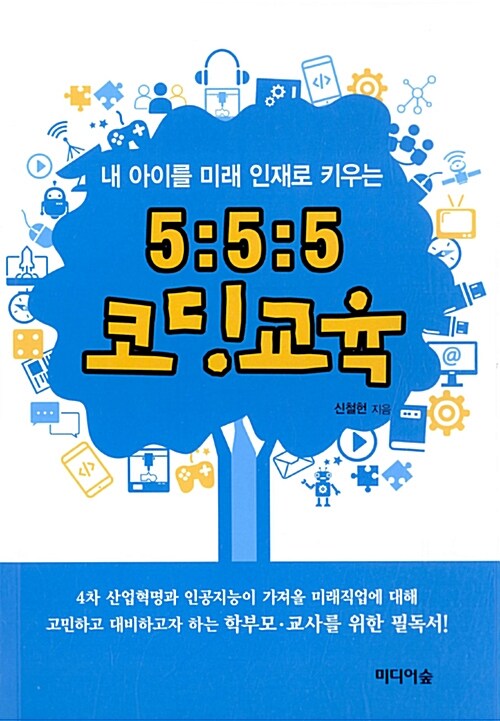 내 아이를 미래 인재로 키우는
5:5:5
코딩교육
신철헌 지음
4차 산업혁명과 인공지능이 가져올 미래직업에 대해
고민하고 대비하고자 하는 학부모·교사를 위한 필독서!
미디어숲